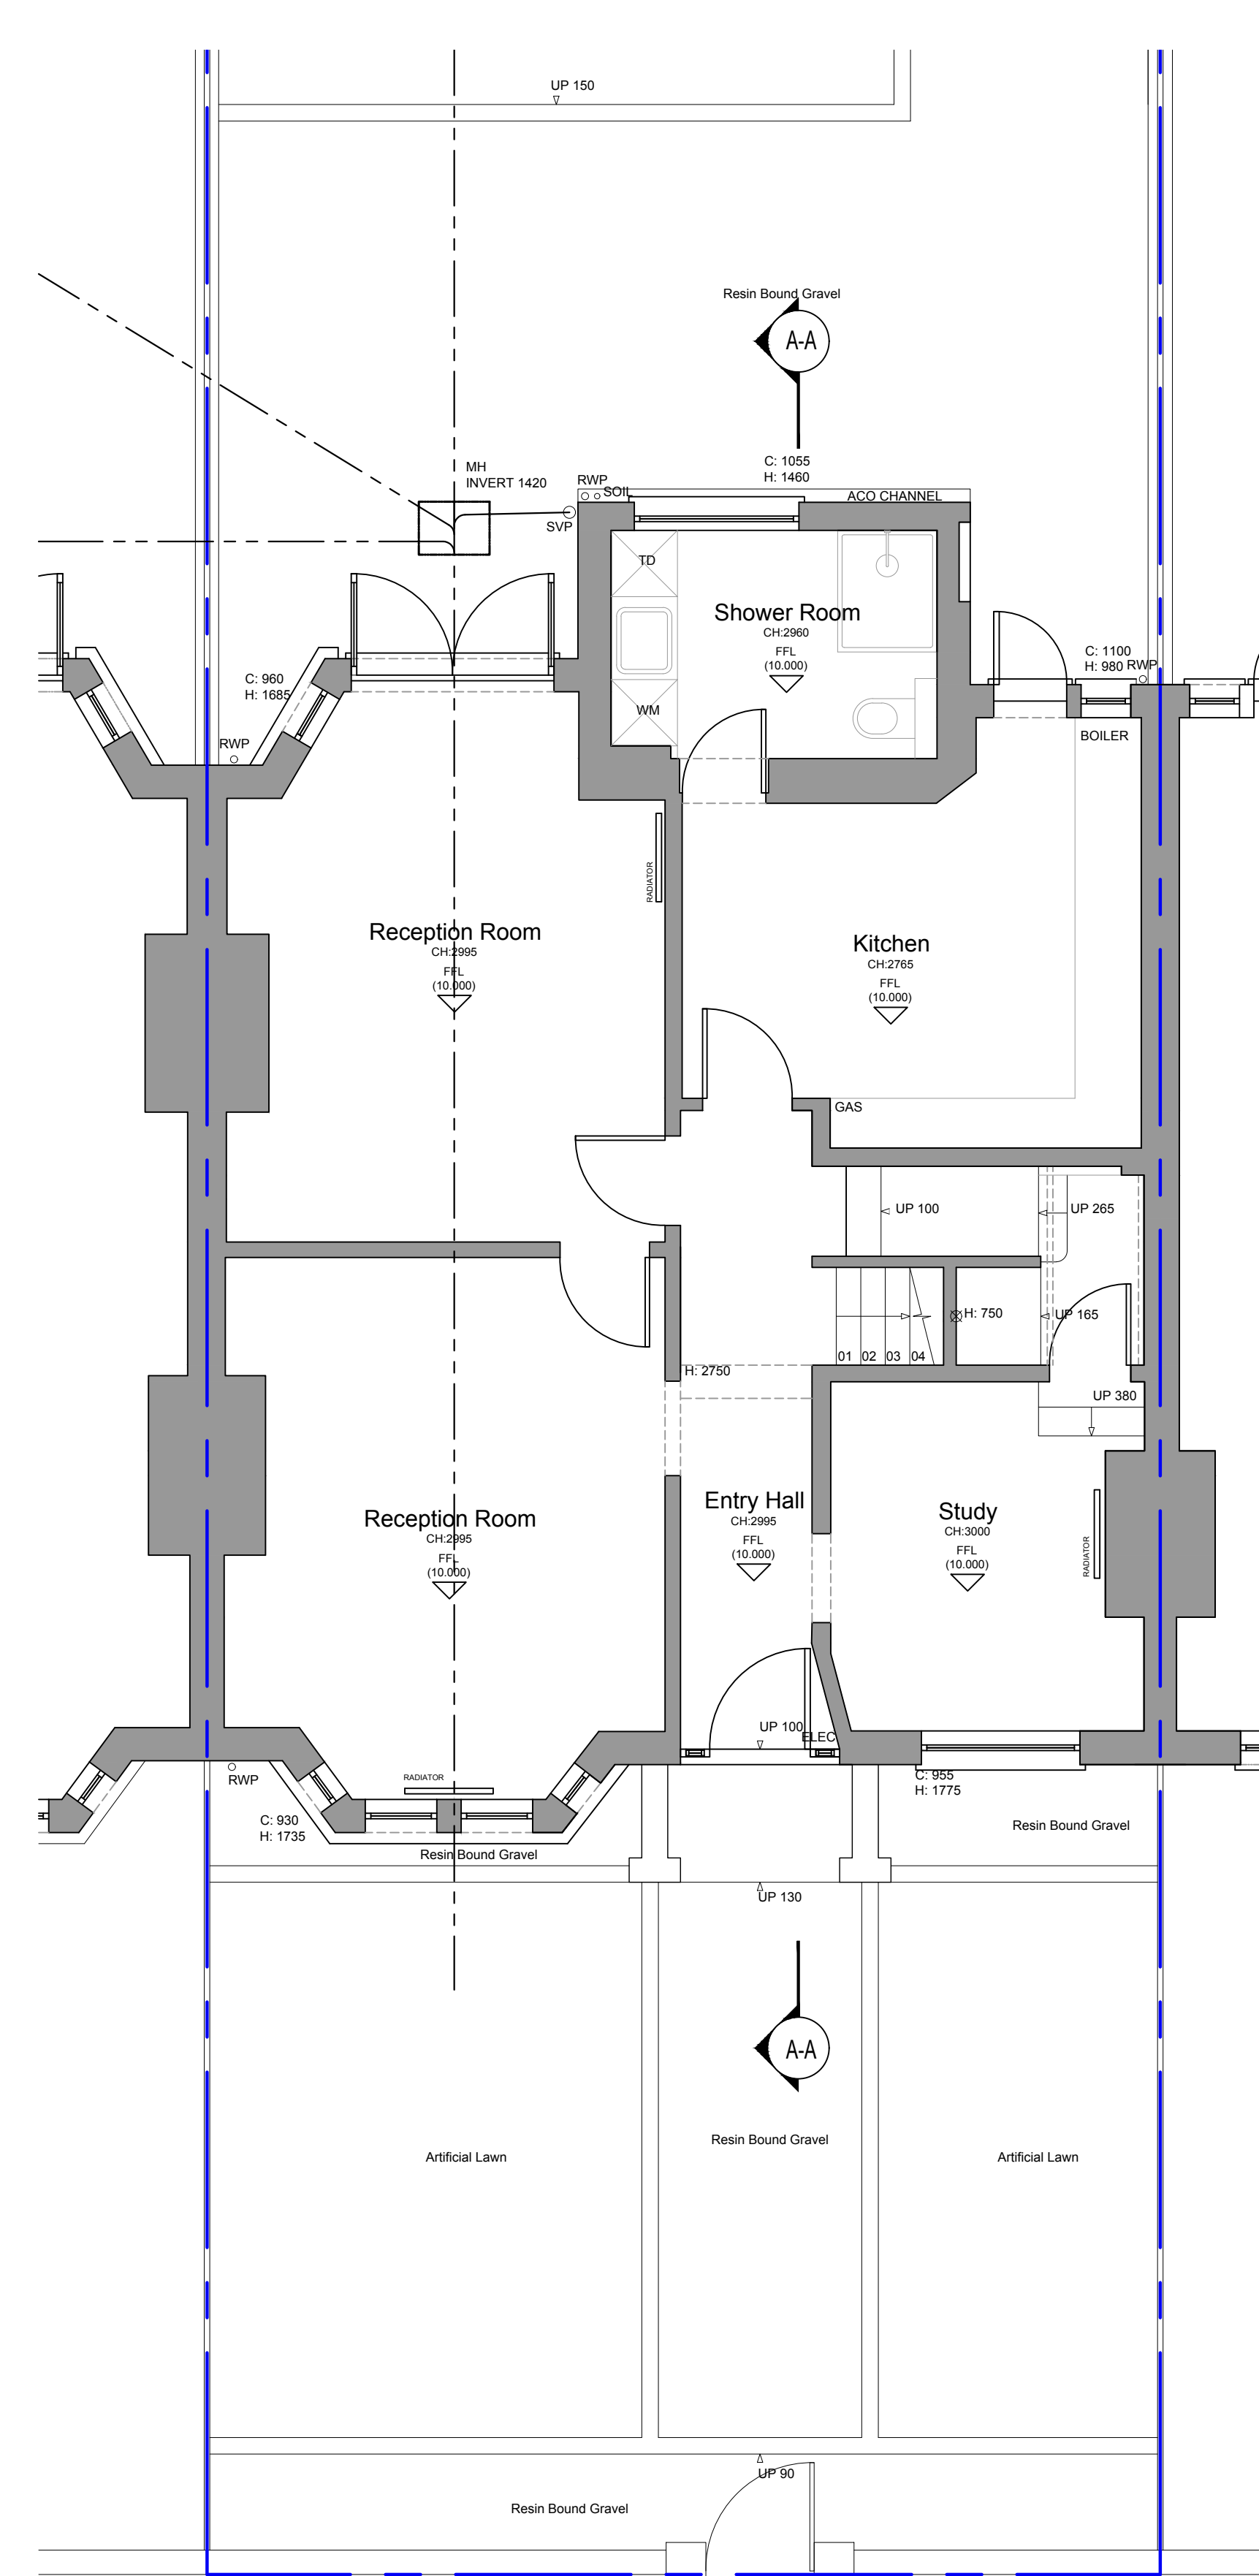 UP 150
Resin Bound Gravel
A-A
C: 1055
H: 1460
MH
INVERT 1420
RWP
SOIL
ACO CHANNEL
SVP
TD
Shower Room
CH:2960
FFL
(10.000)
C: 960
H: 1685
C: 1100
H: 980
RWP
WM
RWP
BOILER
RADIATOR
Reception Room
CH:2995
FFL
(10.000)
Kitchen
CH:2765
FFL
(10.000)
GAS
UP 100
UP 265
H: 750
UP 165
01 02 03 04
H: 2750
UP 380
Reception Room
CH:2995
FFL
(10.000)
Entry Hall
CH:2995
FFL
(10.000)
Study
CH:3000
FFL
(10.000)
RADIATOR
UP 100
ELEC
RWP
RADIATOR
C: 955
H: 1775
C: 930
H: 1735
Resin Bound Gravel
Resin Bound Gravel
UP 130
A-A
Resin Bound Gravel
Artificial Lawn
Artificial Lawn
UP 90
Resin Bound Gravel